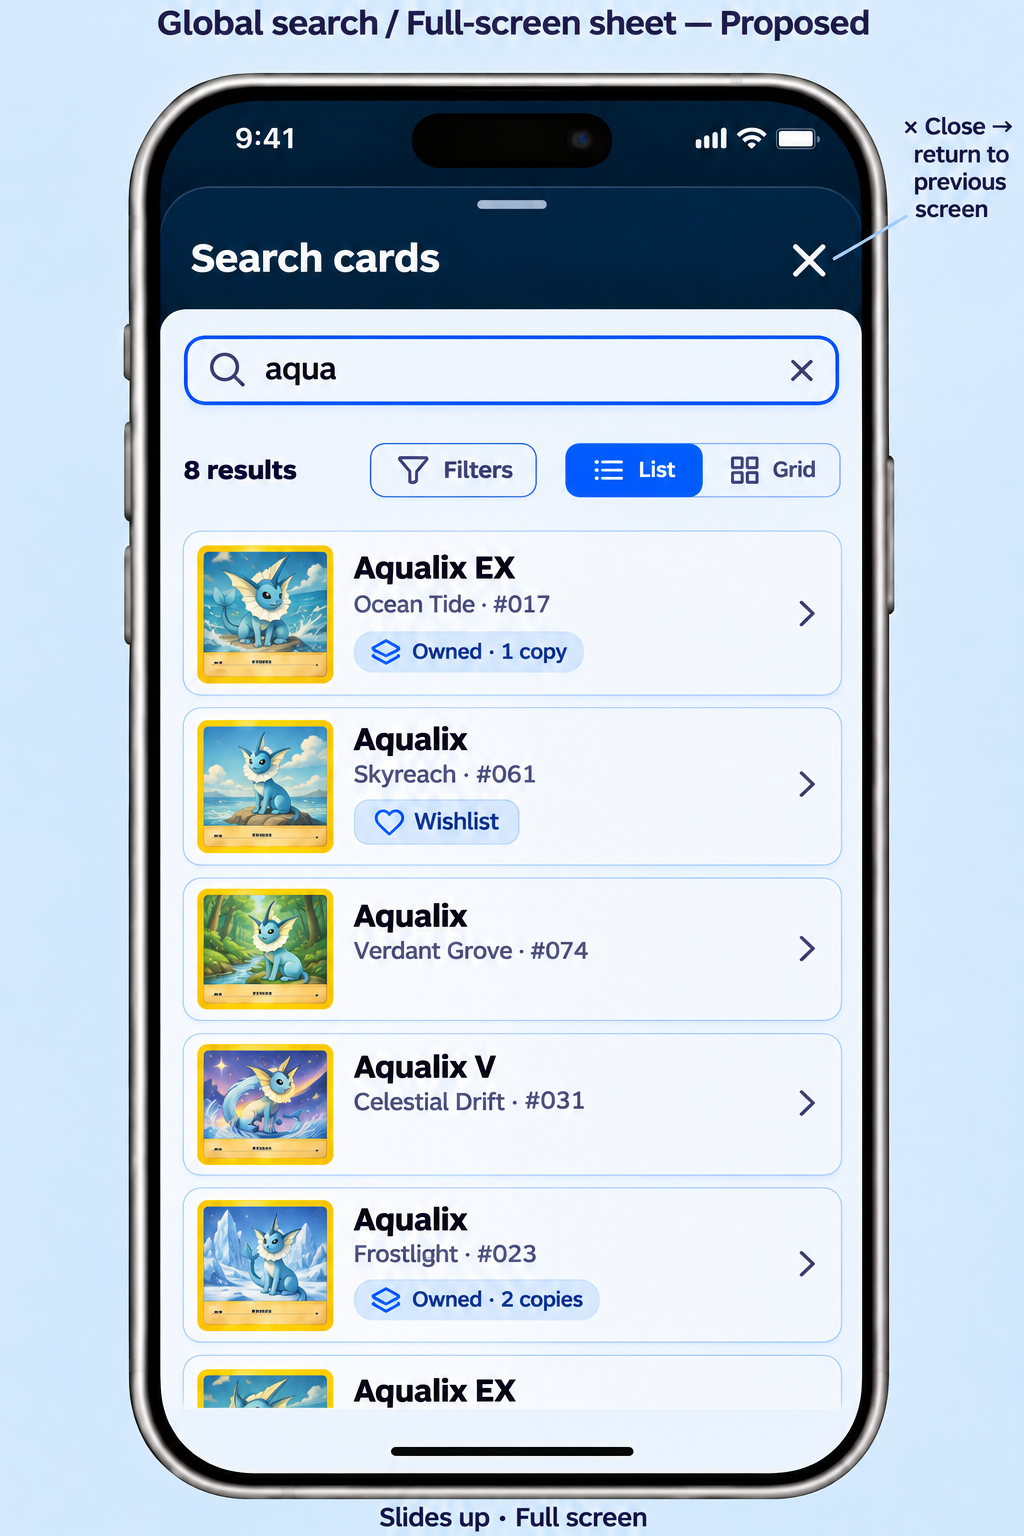 Global search / Full-screen sheet — Proposed
9:41
× Close →
return to
previous
screen
Search cards
aqua
8 results
Filters
List
Grid
Aqualix EX
Ocean Tide · #017
Owned · 1 copy
Aqualix
Skyreach · #061
Wishlist
Aqualix
Verdant Grove · #074
Aqualix V
Celestial Drift · #031
Aqualix
Frostlight · #023
Owned · 2 copies
Aqualix EX
Slides up · Full screen